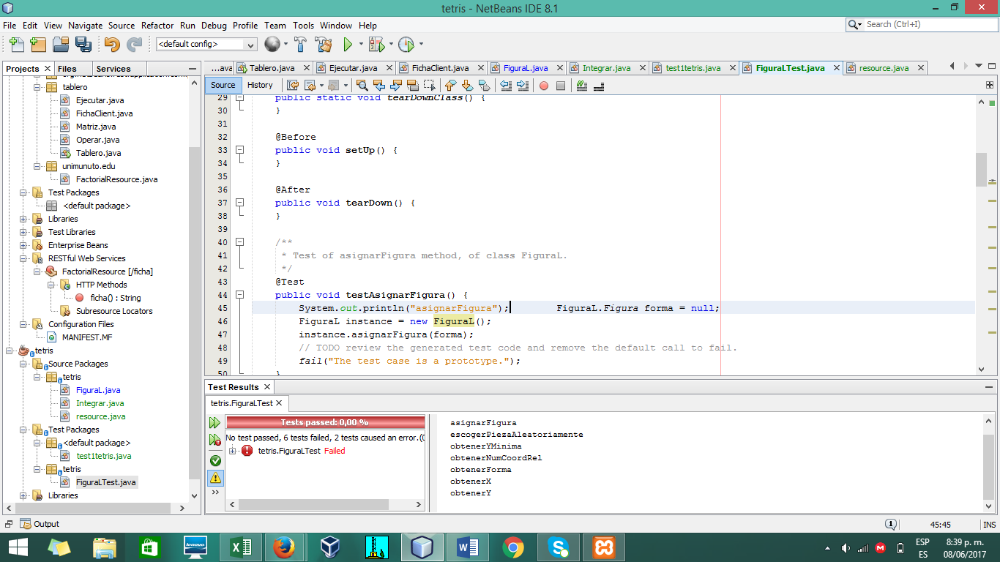 tetris - NetBeans IDE 8.1
File Edit View Navigate Source Refactor Run Debug Profile Team Tools Window Help
Search (Ctrl+I)
<default config>
Projects Files Services
...ava Tablero.java Ejecutar.java FichaClient.java FiguraL.java Integrar.java test1tetris.java FiguraLTest.java resource.java
Source History
tablero
Ejecutar.java
FichaClient.java
Matriz.java
Operar.java
Tablero.java
unimunuto.edu
FactorialResource.java
Test Packages
<default package>
Libraries
Test Libraries
Enterprise Beans
RESTful Web Services
FactorialResource [/ficha]
HTTP Methods
ficha() : String
Subresource Locators
Configuration Files
MANIFEST.MF
tetris
Source Packages
tetris
FiguraL.java
Integrar.java
resource.java
Test Packages
<default package>
test1tetris.java
tetris
FiguraLTest.java
Libraries
29 public static void tearDownClass() {
30 }
31
32 @Before
33 public void setUp() {
34 }
35
36 @After
37 public void tearDown() {
38 }
39
40 /**
41 * Test of asignarFigura method, of class FiguraL.
42 */
43 @Test
44 public void testAsignarFigura() {
45 System.out.println("asignarFigura"); FiguraL.Figura forma = null;
46 FiguraL instance = new FiguraL();
47 instance.asignarFigura(forma);
48 // TODO review the generated test code and remove the default call to fail.
49 fail("The test case is a prototype.");
50 }
Test Results
tetris.FiguraLTest
Tests passed: 0,00 %
No test passed, 6 tests failed, 2 tests caused an error.(0
tetris.FiguraLTest Failed
asignarFigura
escogerPiezaAleatoriamente
obtenerYMinima
obtenerNumCoordRel
obtenerForma
obtenerX
obtenerY
Output
1
45:45
INS
lenovo
ESP
ES
8:39 p. m.
08/06/2017